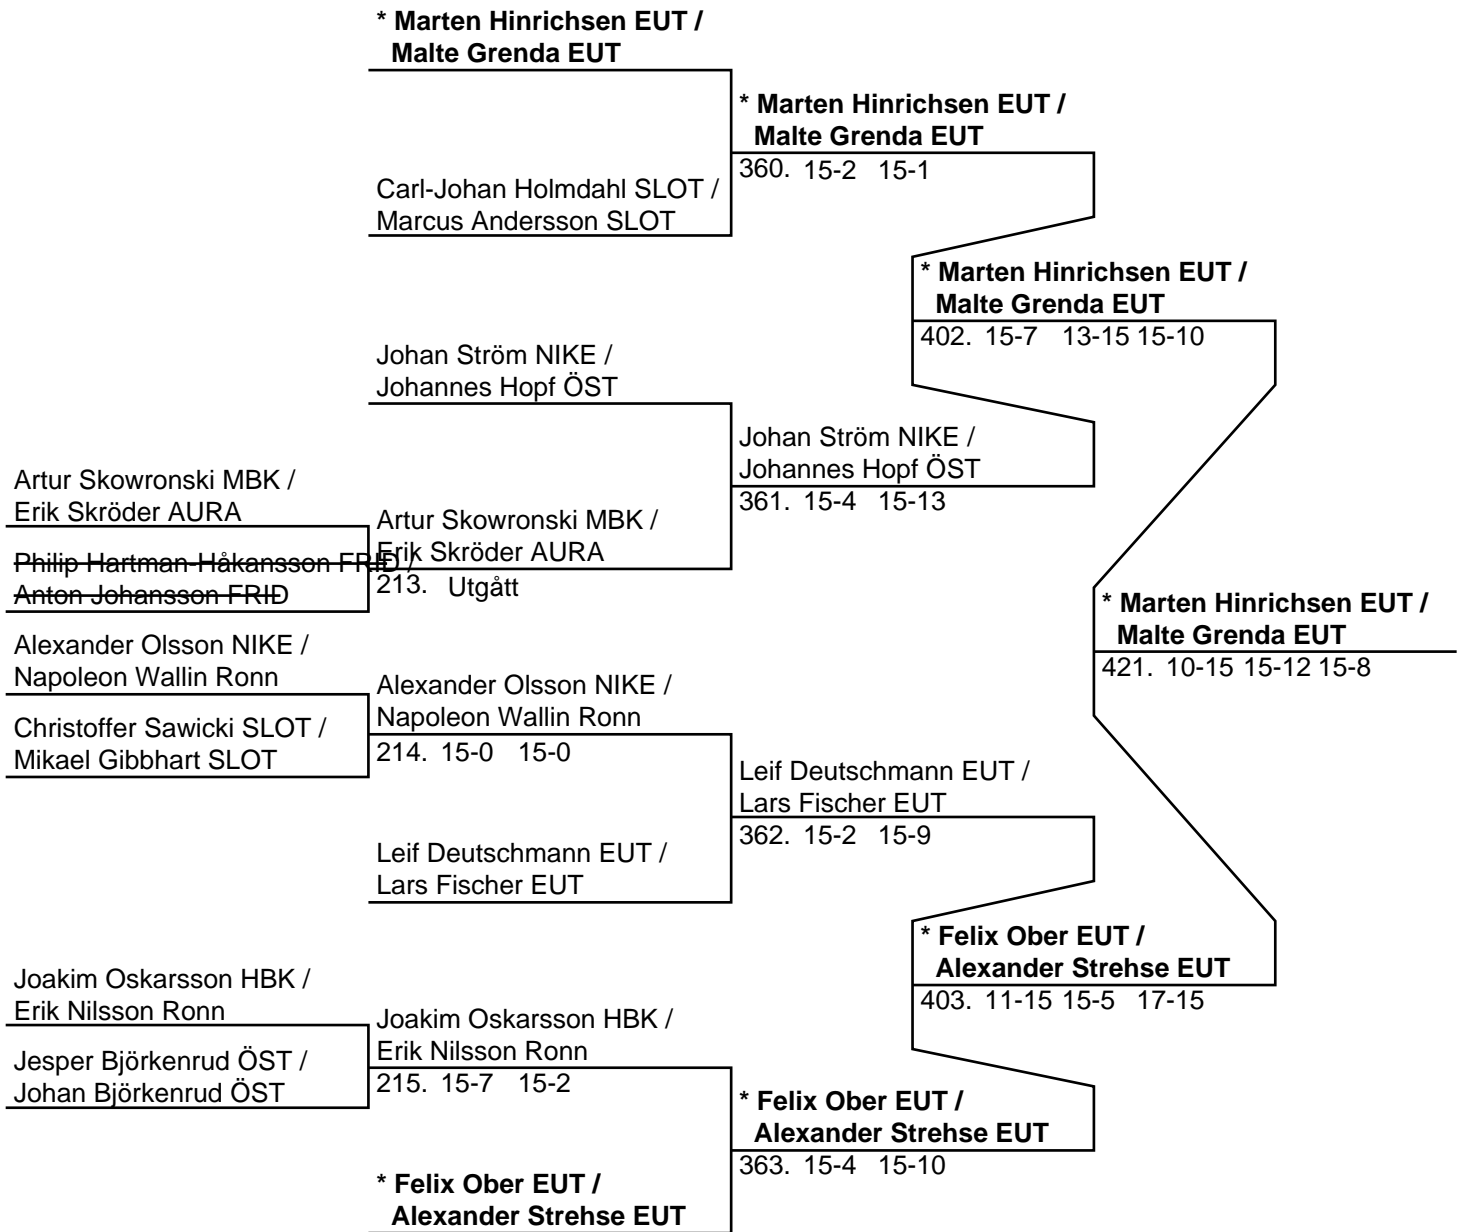 * Marten Hinrichsen EUT /
Malte Grenda EUT
Carl-Johan Holmdahl SLOT /
Marcus Andersson SLOT
Johan Ström NIKE /
Johannes Hopf ÖST
Artur Skowronski MBK /
Erik Skröder AURA
Philip Hartman-Håkansson FRID /
Anton Johansson FRID
Artur Skowronski MBK /
Erik Skröder AURA
213. Utgått
Alexander Olsson NIKE /
Napoleon Wallin Ronn
Christoffer Sawicki SLOT /
Mikael Gibbhart SLOT
Alexander Olsson NIKE /
Napoleon Wallin Ronn
214. 15-0 15-0
Leif Deutschmann EUT /
Lars Fischer EUT
Joakim Oskarsson HBK /
Erik Nilsson Ronn
Jesper Björkenrud ÖST /
Johan Björkenrud ÖST
Joakim Oskarsson HBK /
Erik Nilsson Ronn
215. 15-7 15-2
* Felix Ober EUT /
Alexander Strehse EUT
* Marten Hinrichsen EUT /
Malte Grenda EUT
360. 15-2 15-1
Johan Ström NIKE /
Johannes Hopf ÖST
361. 15-4 15-13
Leif Deutschmann EUT /
Lars Fischer EUT
362. 15-2 15-9
* Felix Ober EUT /
Alexander Strehse EUT
363. 15-4 15-10
* Marten Hinrichsen EUT /
Malte Grenda EUT
402. 15-7 13-15 15-10
* Felix Ober EUT /
Alexander Strehse EUT
403. 11-15 15-5 17-15
* Marten Hinrichsen EUT /
Malte Grenda EUT
421. 10-15 15-12 15-8